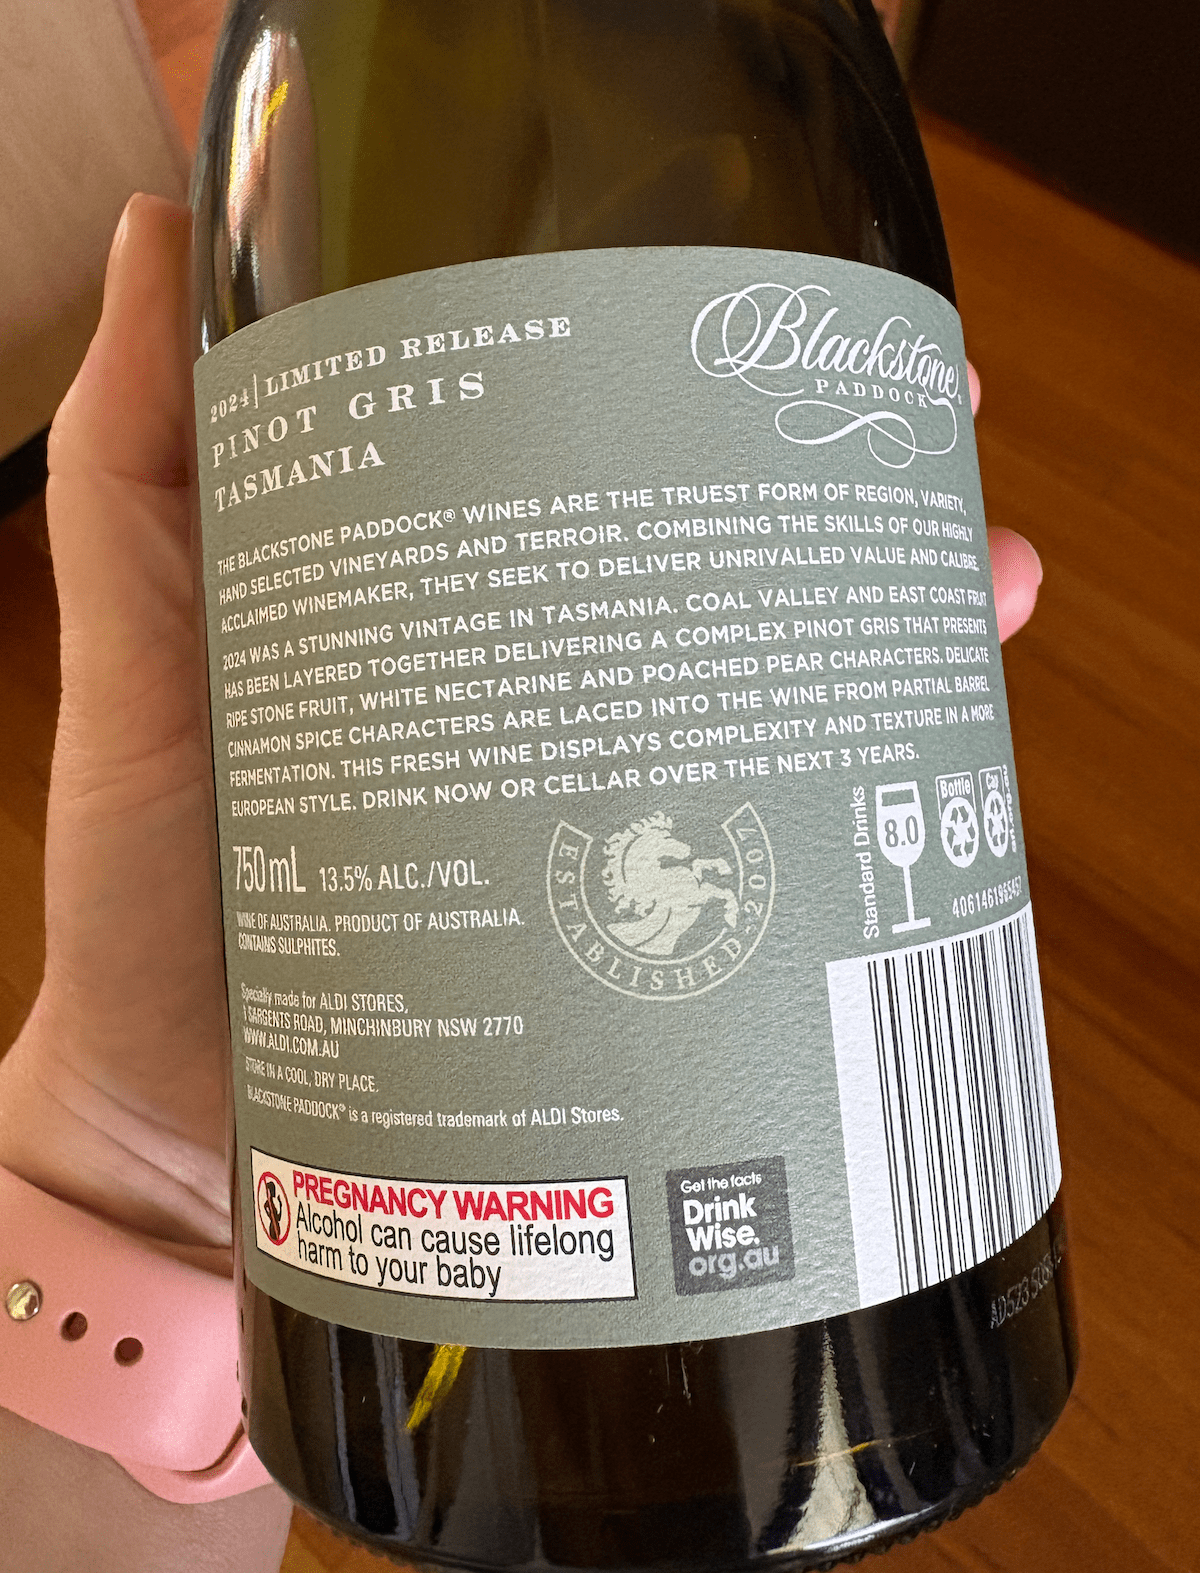 2024 | LIMITED RELEASE
PINOT GRIS
TASMANIA
Blackstone
PADDOCK
THE BLACKSTONE PADDOCK® WINES ARE THE TRUEST FORM OF REGION, VARIETY,
HAND SELECTED VINEYARDS AND TERROIR. COMBINING THE SKILLS OF OUR HIGHLY
ACCLAIMED WINEMAKER, THEY SEEK TO DELIVER UNRIVALLED VALUE AND CALIBRE.
2024 WAS A STUNNING VINTAGE IN TASMANIA. COAL VALLEY AND EAST COAST FRUIT
HAS BEEN LAYERED TOGETHER DELIVERING A COMPLEX PINOT GRIS THAT PRESENTS
RIPE STONE FRUIT, WHITE NECTARINE AND POACHED PEAR CHARACTERS. DELICATE
CINNAMON SPICE CHARACTERS ARE LACED INTO THE WINE FROM PARTIAL BARREL
FERMENTATION. THIS FRESH WINE DISPLAYS COMPLEXITY AND TEXTURE IN A MORE
EUROPEAN STYLE. DRINK NOW OR CELLAR OVER THE NEXT 3 YEARS.
750mL 13.5% ALC./VOL.
WINE OF AUSTRALIA. PRODUCT OF AUSTRALIA.
CONTAINS SULPHITES.
ESTABLISHED-2007
Standard Drinks
8.0
Bottle
Cap
4061461965457
Specially made for ALDI STORES,
1 SARGENTS ROAD, MINCHINBURY NSW 2770
WWW.ALDI.COM.AU
STORE IN A COOL, DRY PLACE.
BLACKSTONE PADDOCK® is a registered trademark of ALDI Stores.
PREGNANCY WARNING
Alcohol can cause lifelong
harm to your baby
Get the facts
Drink
Wise.
org.au